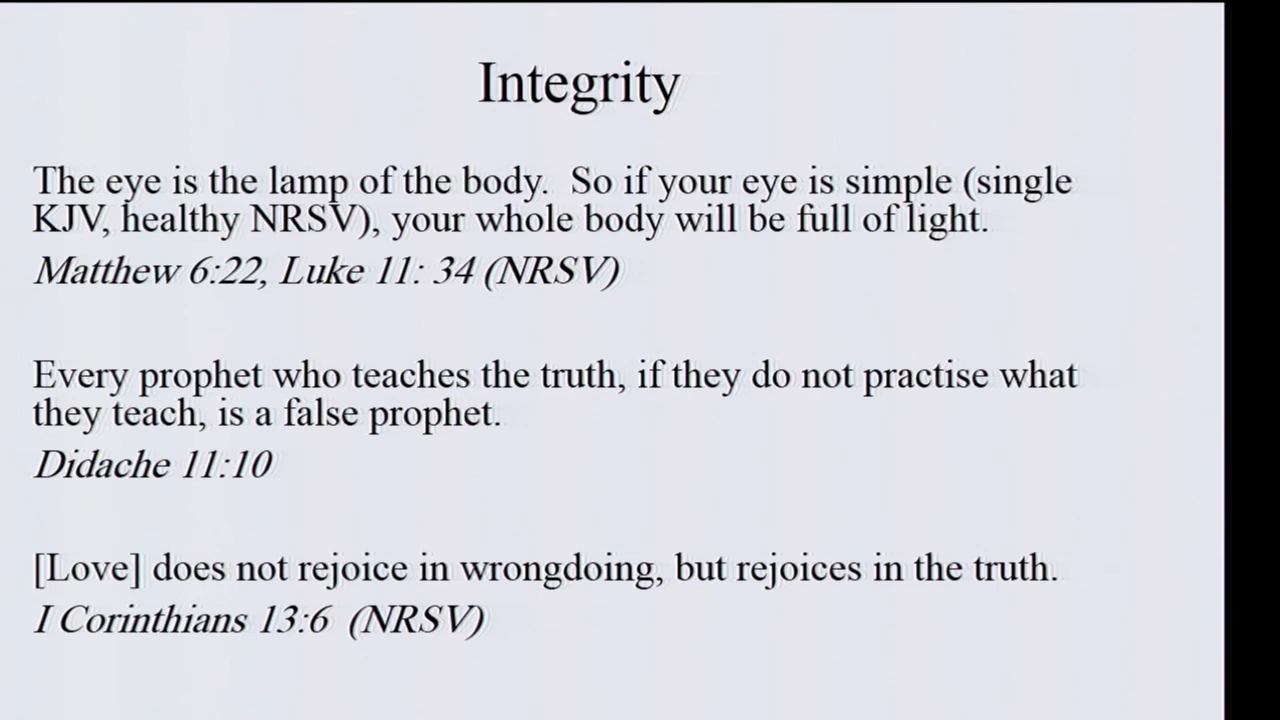 Integrity
The eye is the lamp of the body.  So if your eye is simple (single
KJV, healthy NRSV), your whole body will be full of light.
Matthew 6:22, Luke 11: 34 (NRSV)
Every prophet who teaches the truth, if they do not practise what
they teach, is a false prophet.
Didache 11:10
[Love] does not rejoice in wrongdoing, but rejoices in the truth.
I Corinthians 13:6  (NRSV)